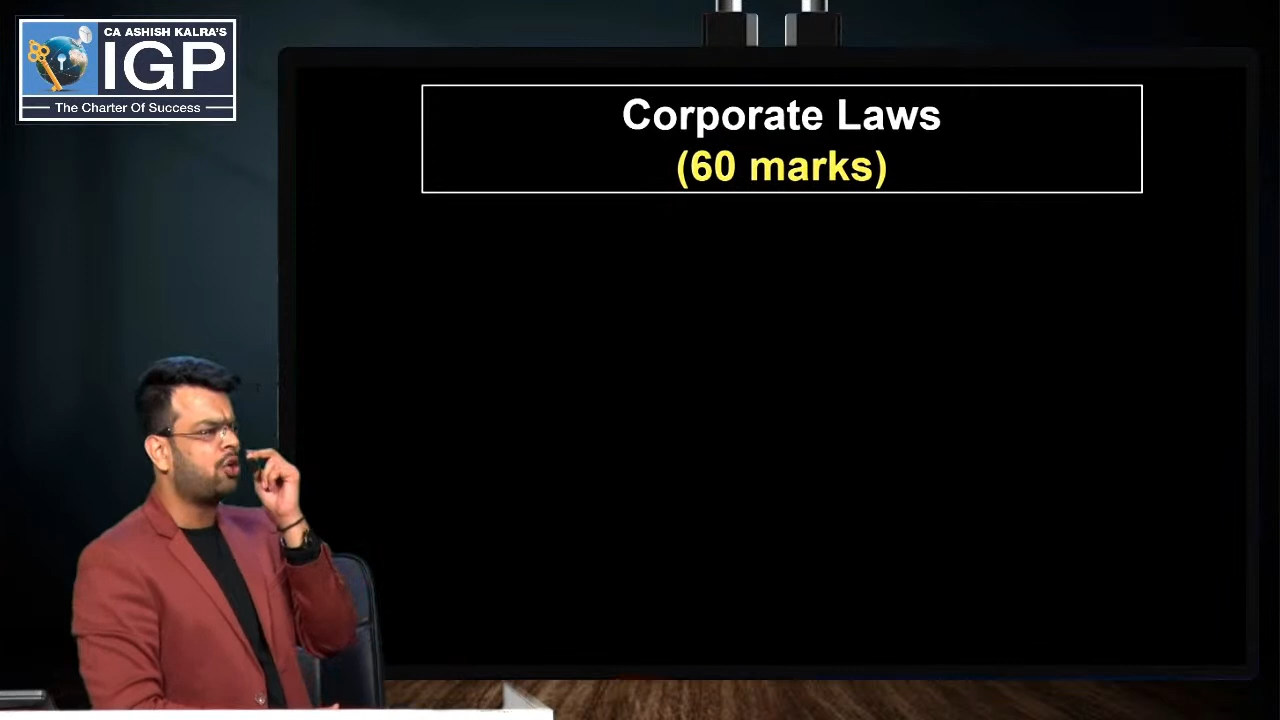 CA ASHISH KALRA'S
IGP
The Charter Of Success
Corporate Laws
(60 marks)